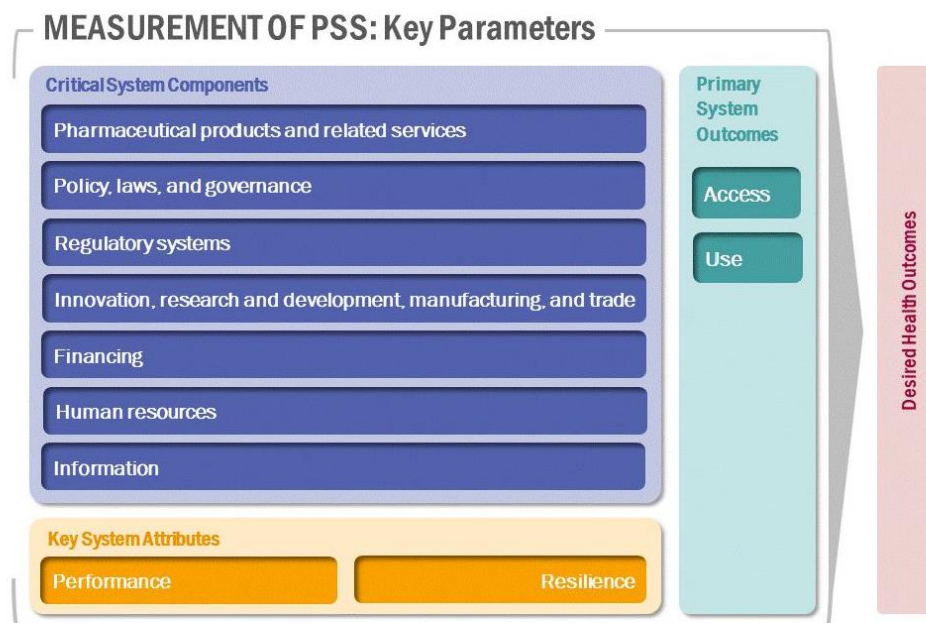 MEASUREMENT OF PSS: Key Parameters
Critical System Components
Pharmaceutical products and related services
Policy, laws, and governance
Regulatory systems
Innovation, research and development, manufacturing, and trade
Financing
Human resources
Information
Key System Attributes
Performance
Resilience
Primary
System
Outcomes
Access
Use
Desired Health Outcomes